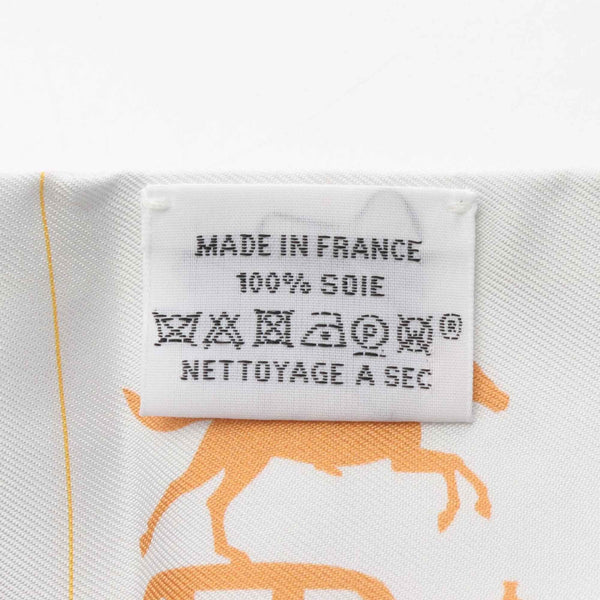 MADE IN FRANCE
100% SOIE
P ®
NETTOYAGE A SEC